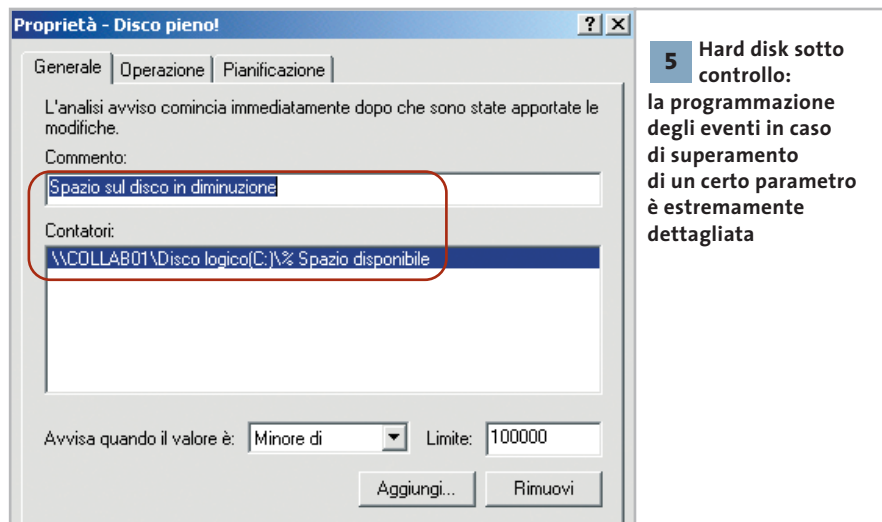 Proprietà - Disco pieno!
Generale Operazione Pianificazione
L'analisi avviso comincia immediatamente dopo che sono state apportate le
modifiche.
Commento:
Spazio sul disco in diminuzione
Contatori:
\\COLLAB01\Disco logico(C:)\% Spazio disponibile
Avvisa quando il valore è: Minore di Limite: 100000
Aggiungi... Rimuovi
5 Hard disk sotto
controllo:
la programmazione
degli eventi in caso
di superamento
di un certo parametro
è estremamente
dettagliata